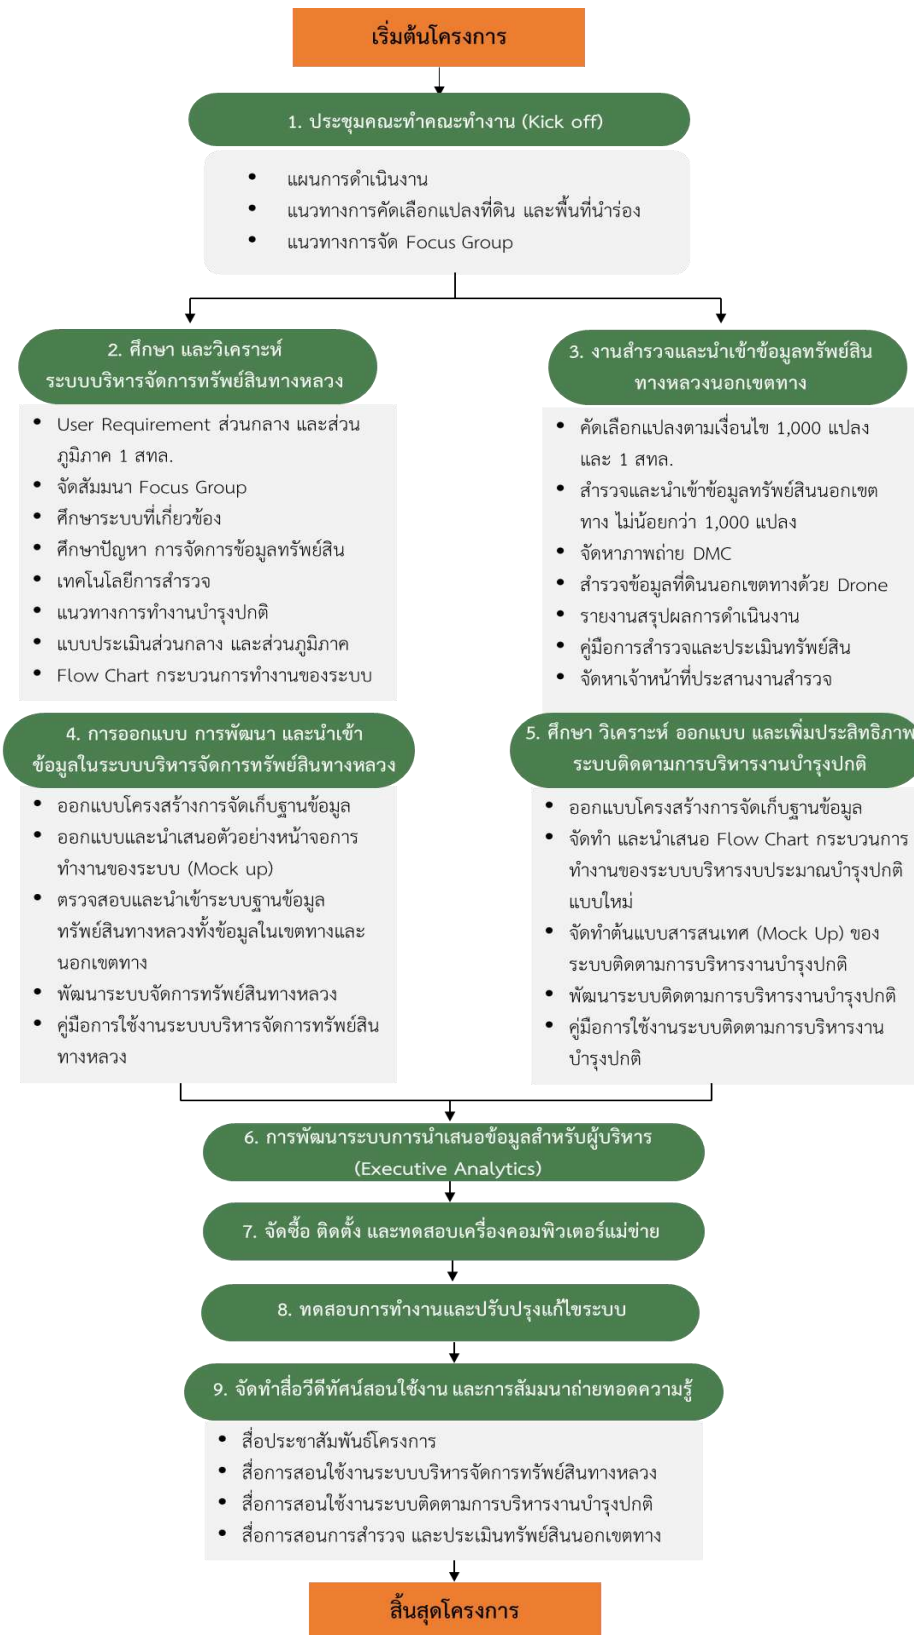 เริ่มต้นโครงการ
1. ประชุมคณะทำคณะทำงาน (Kick off)
• แผนการดำเนินงาน
• แนวทางการคัดเลือกแปลงที่ดิน และพื้นที่นำร่อง
• แนวทางการจัด Focus Group
2. ศึกษา และวิเคราะห์
ระบบบริหารจัดการทรัพย์สินทางหลวง
• User Requirement ส่วนกลาง และส่วน
ภูมิภาค 1 สทล.
• จัดสัมมนา Focus Group
• ศึกษาระบบที่เกี่ยวข้อง
• ศึกษาปัญหา การจัดการข้อมูลทรัพย์สิน
• เทคโนโลยีการสำรวจ
• แนวทางการทำงานบำรุงปกติ
• แบบประเมินส่วนกลาง และส่วนภูมิภาค
• Flow Chart กระบวนการทำงานของระบบ
3. งานสำรวจและนำเข้าข้อมูลทรัพย์สิน
ทางหลวงนอกเขตทาง
• คัดเลือกแปลงตามเงื่อนไข 1,000 แปลง
และ 1 สทล.
• สำรวจและนำเข้าข้อมูลทรัพย์สินนอกเขต
ทาง ไม่น้อยกว่า 1,000 แปลง
• จัดหาภาพถ่าย DMC
• สำรวจข้อมูลที่ดินนอกเขตทางด้วย Drone
• รายงานสรุปผลการดำเนินงาน
• คู่มือการสำรวจและประเมินทรัพย์สิน
• จัดหาเจ้าหน้าที่ประสานงานสำรวจ
4. การออกแบบ การพัฒนา และนำเข้า
ข้อมูลในระบบบริหารจัดการทรัพย์สินทางหลวง
• ออกแบบโครงสร้างการจัดเก็บฐานข้อมูล
• ออกแบบและนำเสนอตัวอย่างหน้าจอการ
ทำงานของระบบ (Mock up)
• ตรวจสอบและนำเข้าระบบฐานข้อมูล
ทรัพย์สินทางหลวงทั้งข้อมูลในเขตทางและ
นอกเขตทาง
• พัฒนาระบบจัดการทรัพย์สินทางหลวง
• คู่มือการใช้งานระบบบริหารจัดการทรัพย์สิน
ทางหลวง
5. ศึกษา วิเคราะห์ ออกแบบ และเพิ่มประสิทธิภาพ
ระบบติดตามการบริหารงานบำรุงปกติ
• ออกแบบโครงสร้างการจัดเก็บฐานข้อมูล
• จัดทำ และนำเสนอ Flow Chart กระบวนการ
ทำงานของระบบบริหารงบประมาณบำรุงปกติ
แบบใหม่
• จัดทำต้นแบบสารสนเทศ (Mock Up) ของ
ระบบติดตามการบริหารงานบำรุงปกติ
• พัฒนาระบบติดตามการบริหารงานบำรุงปกติ
• คู่มือการใช้งานระบบติดตามการบริหารงาน
บำรุงปกติ
6. การพัฒนาระบบการนำเสนอข้อมูลสำหรับผู้บริหาร
(Executive Analytics)
7. จัดซื้อ ติดตั้ง และทดสอบเครื่องคอมพิวเตอร์แม่ข่าย
8. ทดสอบการทำงานและปรับปรุงแก้ไขระบบ
9. จัดทำสื่อวีดีทัศน์สอนใช้งาน และการสัมมนาถ่ายทอดความรู้
• สื่อประชาสัมพันธ์โครงการ
• สื่อการสอนใช้งานระบบบริหารจัดการทรัพย์สินทางหลวง
• สื่อการสอนใช้งานระบบติดตามการบริหารงานบำรุงปกติ
• สื่อการสอนการสำรวจ และประเมินทรัพย์สินนอกเขตทาง
สิ้นสุดโครงการ